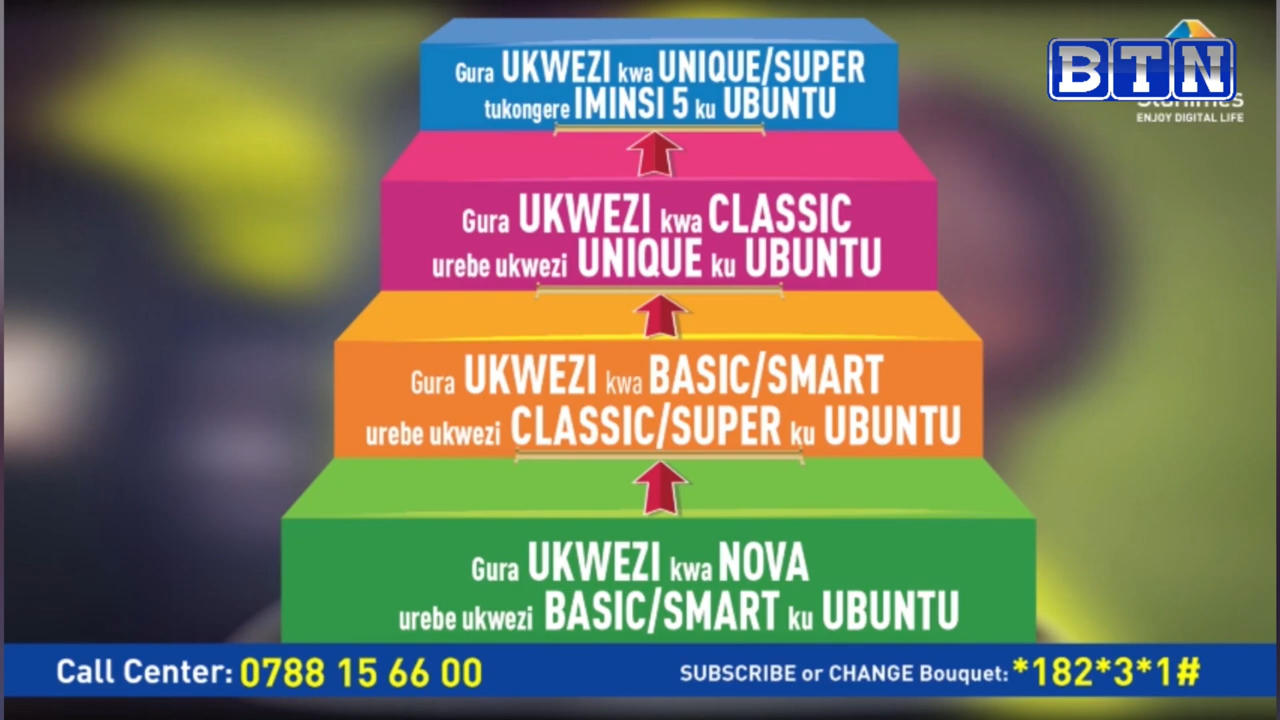 Gura UKWEZI kwa UNIQUE/SUPER
tukongere IMINSI 5 ku UBUNTU
BTN
StarTimes
ENJOY DIGITAL LIFE
Gura UKWEZI kwa CLASSIC
urebe ukwezi UNIQUE ku UBUNTU
Gura UKWEZI kwa BASIC/SMART
urebe ukwezi CLASSIC/SUPER ku UBUNTU
Gura UKWEZI kwa NOVA
urebe ukwezi BASIC/SMART ku UBUNTU
Call Center: 0788 15 66 00
SUBSCRIBE or CHANGE Bouquet: *182*3*1#